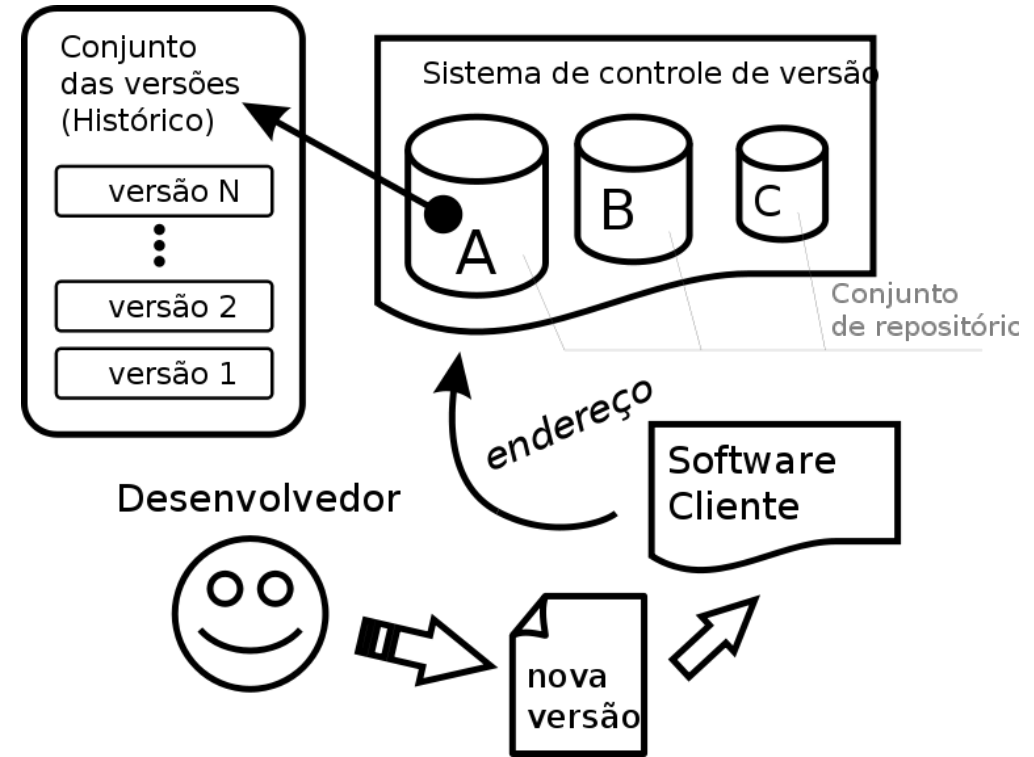 Conjunto
das versões
(Histórico)
versão N
versão 2
versão 1
Sistema de controle de versão
A
B
C
Conjunto
de repositóric
endereço
Software
Cliente
Desenvolvedor
nova
versão